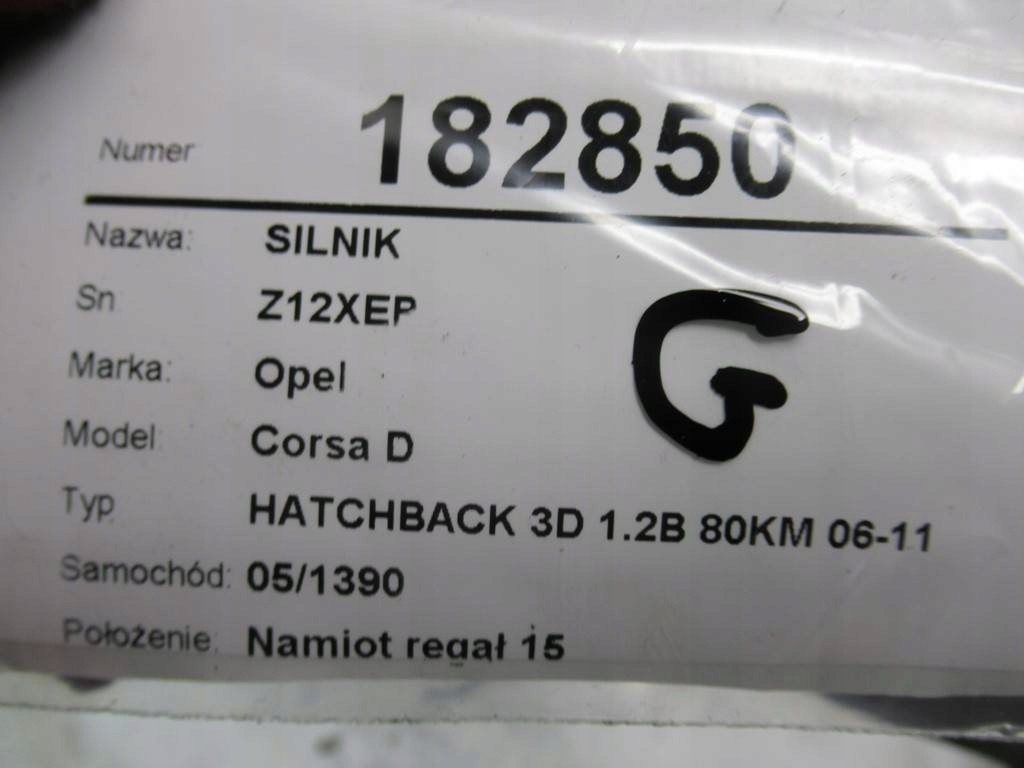 Numer 182850
Nazwa: SILNIK
Sn Z12XEP
G
Marka: Opel
Model: Corsa D
Typ HATCHBACK 3D 1.2B 80KM 06-11
Samochód: 05/1390
Położenie: Namiot regał 15